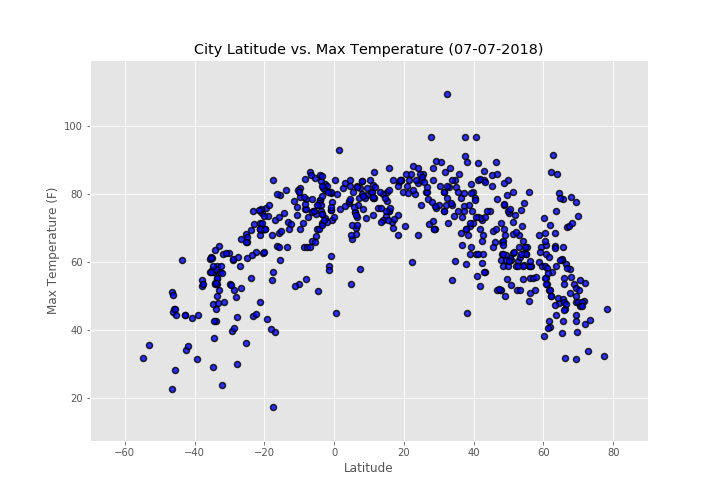 City Latitude vs. Max Temperature (07-07-2018)
Max Temperature (F)
100
80
60
40
20
−60 −40 −20 0 20 40 60 80
Latitude